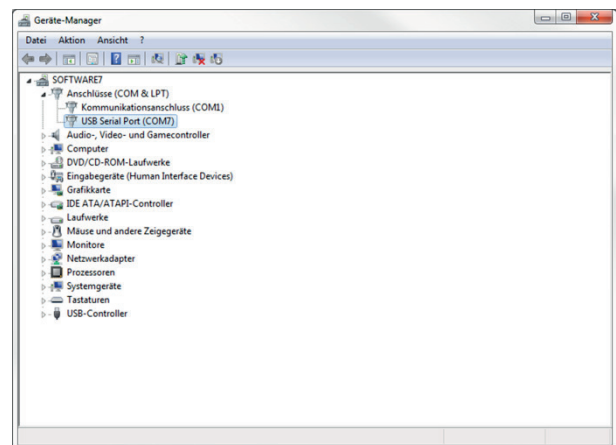 Geräte-Manager
Datei Aktion Ansicht ?
SOFTWARE7
Anschlüsse (COM & LPT)
Kommunikationsanschluss (COM1)
USB Serial Port (COM7)
Audio-, Video- und Gamecontroller
Computer
DVD/CD-ROM-Laufwerke
Eingabegeräte (Human Interface Devices)
Grafikkarte
IDE ATA/ATAPI-Controller
Laufwerke
Mäuse und andere Zeigegeräte
Monitore
Netzwerkadapter
Prozessoren
Systemgeräte
Tastaturen
USB-Controller